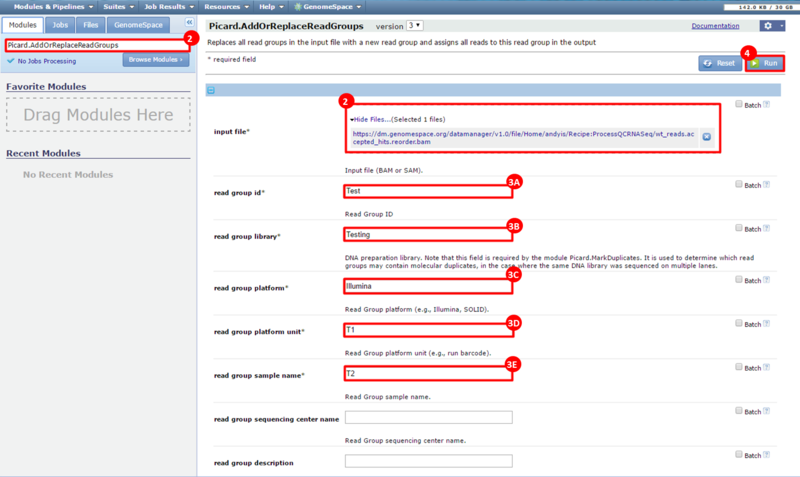 Modules & Pipelines Suites Job Results Resources Help GenomeSpace 142.0 KB / 30 GB
Modules Jobs Files GenomeSpace
2
Picard.AddOrReplaceReadGroups
No Jobs Processing Browse Modules
Favorite Modules
Drag Modules Here
Recent Modules
No Recent Modules
Picard.AddOrReplaceReadGroups version 3 Documentation
Replaces all read groups in the input file with a new read group and assigns all reads to this read group in the output
* required field
4
Reset Run
2
Batch ?
Hide Files...(Selected 1 files)
input file*
https://dm.genomespace.org/datamanager/v1.0/file/Home/andyis/Recipe:ProcessQCRNASeq/wt_reads.ac
cepted_hits.reorder.bam
Input file (BAM or SAM).
3A
Batch ?
read group id* Test
Read Group ID
3B
Batch ?
read group library* Testing
DNA preparation library. Note that this field is required by the module Picard.MarkDuplicates. It is used to determine which read
groups may contain molecular duplicates, in the case where the same DNA library was sequenced on multiple lanes.
3C
Batch ?
read group platform* Illumina
Read Group platform (e.g., Illumina, SOLID).
3D
Batch ?
read group platform unit* T1
Read Group platform unit (e.g., run barcode).
3E
Batch ?
read group sample name* T2
Read Group sample name.
Batch ?
read group sequencing center name
Read Group sequencing center name.
Batch ?
read group description